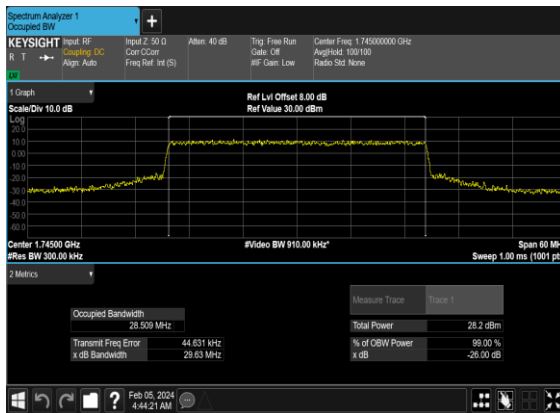 Spectrum Analyzer 1
Occupied BW
KEYSIGHT Input: RF Input Z: 50 Ω Atten: 40 dB Trig: Free Run Center Freq: 1.745000000 GHz
R T Coupling: DC Corr CCorr Gate: Off Avg|Hold: 100/100
Align: Auto Freq Ref: Int (S) #IF Gain: Low Radio Std: None
1 Graph
Ref Lvl Offset 8.00 dB
Scale/Div 10.0 dB Ref Value 30.00 dBm
Log
20.0
10.0
0.00
-10.0
-20.0
-30.0
-40.0
-50.0
-60.0
Center 1.74500 GHz #Video BW 910.00 kHz* Span 60 MH
#Res BW 300.00 kHz Sweep 1.00 ms (1001 pt
2 Metrics
Measure Trace Trace 1
Occupied Bandwidth
28.509 MHz
Total Power 28.2 dBm
Transmit Freq Error 44.631 kHz % of OBW Power 99.00 %
x dB Bandwidth 29.63 MHz x dB -26.00 dB
Feb 05, 2024
4:44:21 AM